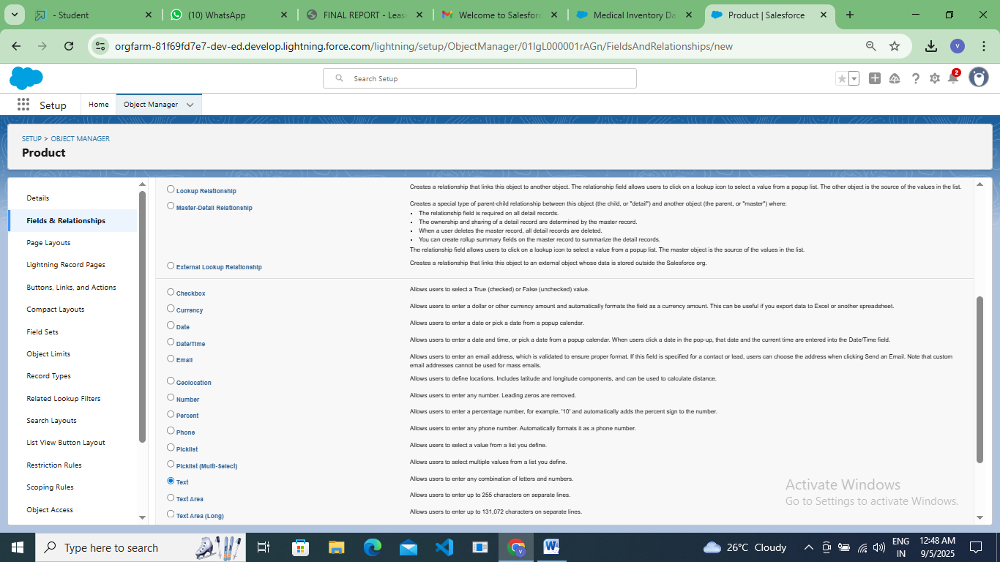 - Student
(10) WhatsApp
FINAL REPORT - Leas
Welcome to Salesforc
Medical Inventory Da
Product | Salesforce
orgfarm-81f69fd7e7-dev-ed.develop.lightning.force.com/lightning/setup/ObjectManager/01IgL000001rAGn/FieldsAndRelationships/new
V
Search Setup
2
Setup
Home
Object Manager
SETUP > OBJECT MANAGER
Product
Details
Fields & Relationships
Page Layouts
Lightning Record Pages
Buttons, Links, and Actions
Compact Layouts
Field Sets
Object Limits
Record Types
Related Lookup Filters
Search Layouts
List View Button Layout
Restriction Rules
Scoping Rules
Object Access
Lookup Relationship
Creates a relationship that links this object to another object. The relationship field allows users to click on a lookup icon to select a value from a popup list. The other object is the source of the values in the list.
Master-Detail Relationship
Creates a special type of parent-child relationship between this object (the child, or "detail") and another object (the parent, or "master") where:
• The relationship field is required on all detail records.
• The ownership and sharing of a detail record are determined by the master record.
• When a user deletes the master record, all detail records are deleted.
• You can create rollup summary fields on the master record to summarize the detail records.
The relationship field allows users to click on a lookup icon to select a value from a popup list. The master object is the source of the values in the list.
External Lookup Relationship
Creates a relationship that links this object to an external object whose data is stored outside the Salesforce org.
Checkbox
Allows users to select a True (checked) or False (unchecked) value.
Currency
Allows users to enter a dollar or other currency amount and automatically formats the field as a currency amount. This can be useful if you export data to Excel or another spreadsheet.
Date
Allows users to enter a date or pick a date from a popup calendar.
Date/Time
Allows users to enter a date and time, or pick a date from a popup calendar. When users click a date in the pop-up, that date and the current time are entered into the Date/Time field.
Email
Allows users to enter an email address, which is validated to ensure proper format. If this field is specified for a contact or lead, users can choose the address when clicking Send an Email. Note that custom
email addresses cannot be used for mass emails.
Geolocation
Allows users to define locations. Includes latitude and longitude components, and can be used to calculate distance.
Number
Allows users to enter any number. Leading zeros are removed.
Percent
Allows users to enter a percentage number, for example, '10' and automatically adds the percent sign to the number.
Phone
Allows users to enter any phone number. Automatically formats it as a phone number.
Picklist
Allows users to select a value from a list you define.
Picklist (Multi-Select)
Allows users to select multiple values from a list you define.
Text
Allows users to enter any combination of letters and numbers.
Text Area
Allows users to enter up to 255 characters on separate lines.
Text Area (Long)
Allows users to enter up to 131,072 characters on separate lines.
Activate Windows
Go to Settings to activate Windows.
Type here to search
26°C Cloudy
ENG
IN
12:48 AM
9/5/2025